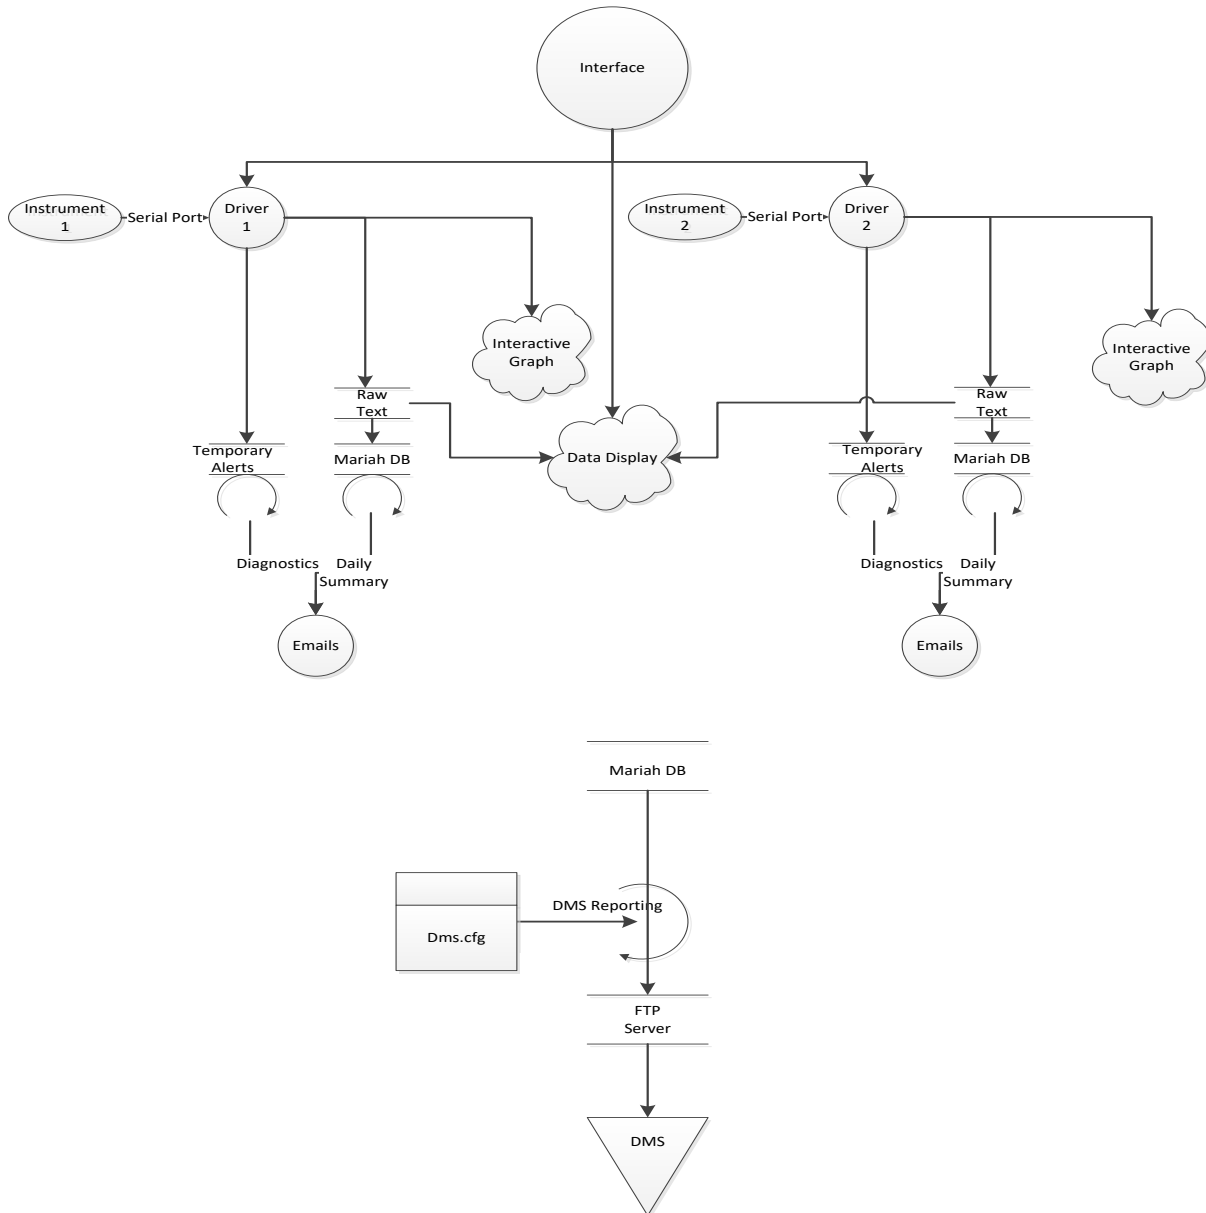 Interface
Instrument
1
Serial Port
Driver
1
Instrument
2
Serial Port
Driver
2
Interactive
Graph
Interactive
Graph
Raw
Text
Raw
Text
Temporary
Alerts
Mariah DB
Data Display
Temporary
Alerts
Mariah DB
Diagnostics
Daily
Summary
Diagnostics
Daily
Summary
Emails
Emails
Mariah DB
DMS Reporting
Dms.cfg
FTP
Server
DMS